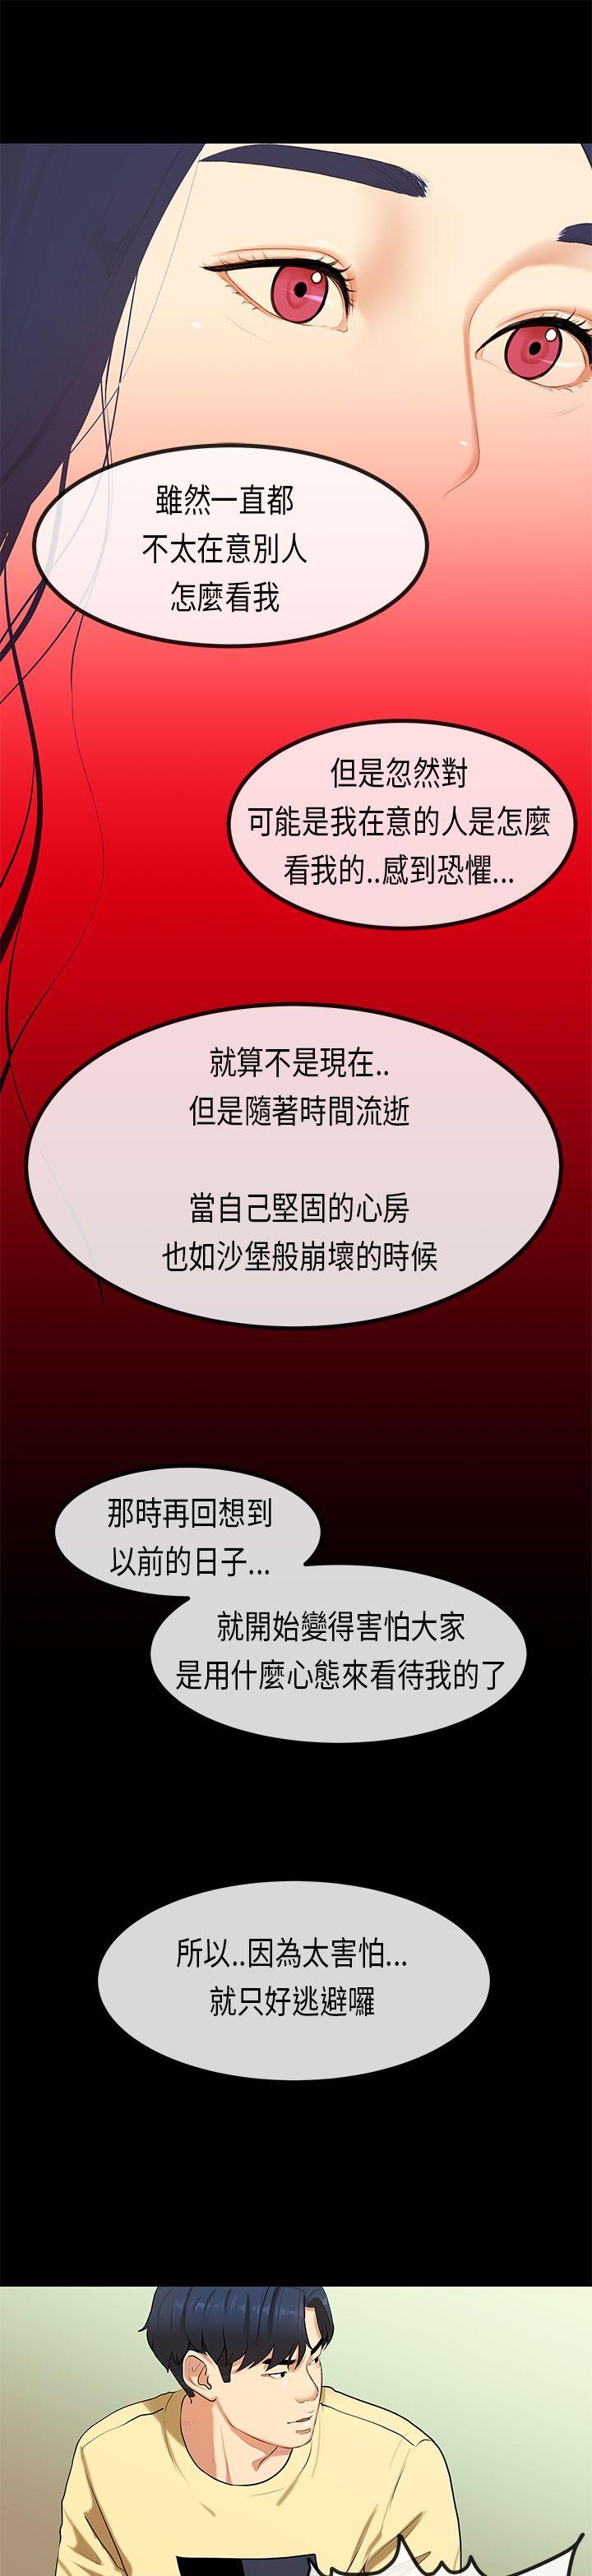 雖然一直都
不太在意別人
怎麼看我
但是忽然對
可能是我在意的人是怎麼
看我的..感到恐懼...
就算不是現在..
但是隨著時間流逝
當自己堅固的心房
也如沙堡般崩壞的時候
那時再回想到
以前的日子...
就開始變得害怕大家
是用什麼心態來看待我的了
所以..因為太害怕...
就只好逃避囉